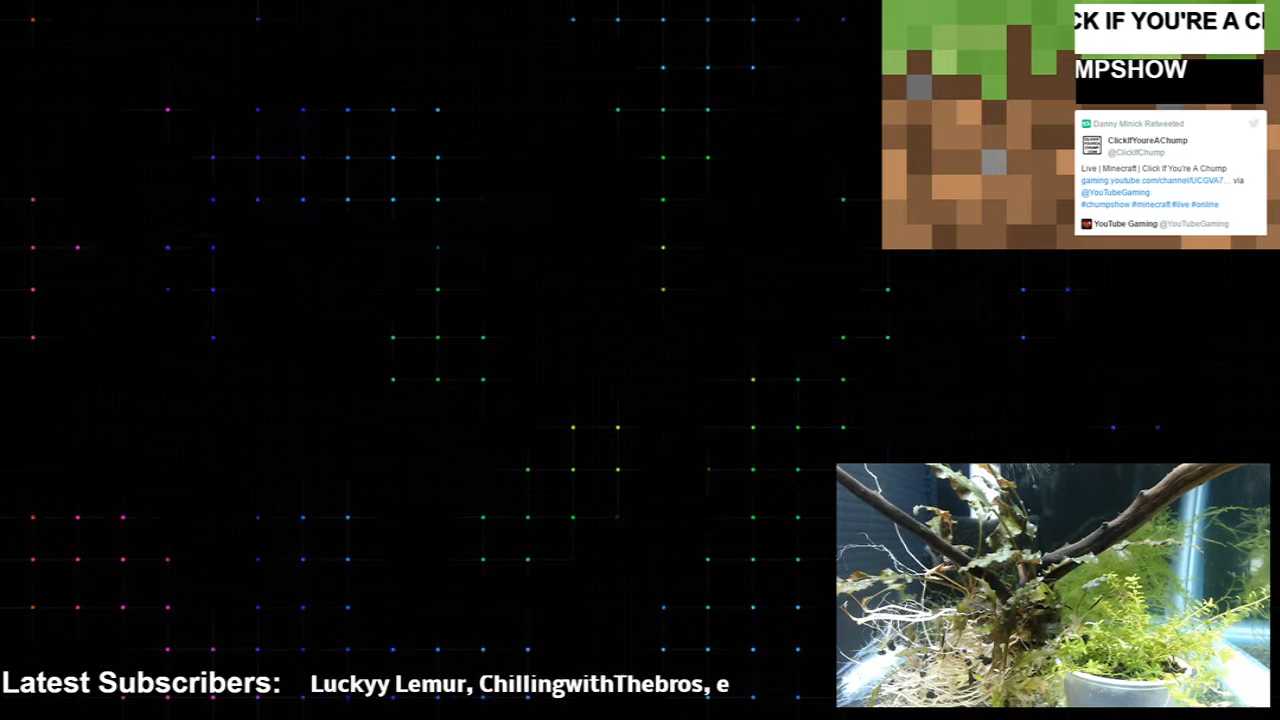 CK IF YOU'RE A C
MPSHOW
Danny Minick Retweeted
ClickIfYoureAChump
@ClickIfChump
Live | Minecraft | Click If You're A Chump
gaming.youtube.com/channel/UCGVA7... via
@YouTubeGaming
#chumpshow #minecraft #live #online
YouTube Gaming @YouTubeGaming
Latest Subscribers: Luckyy Lemur, ChillingwithThebros, e